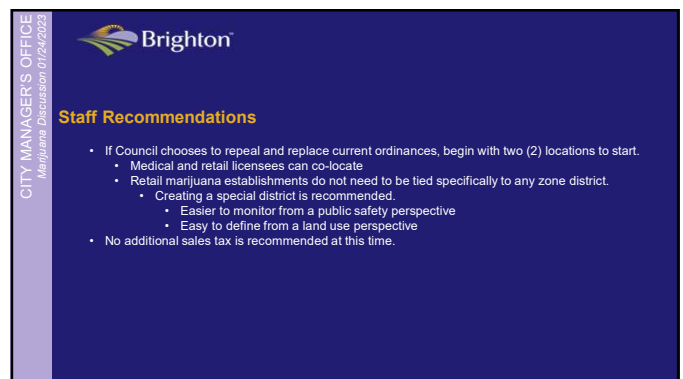 CITY MANAGER'S OFFICE
Marijuana Discussion 01/24/2023
Brighton™
Staff Recommendations
• If Council chooses to repeal and replace current ordinances, begin with two (2) locations to start.
• Medical and retail licensees can co-locate
• Retail marijuana establishments do not need to be tied specifically to any zone district.
• Creating a special district is recommended.
• Easier to monitor from a public safety perspective
• Easy to define from a land use perspective
• No additional sales tax is recommended at this time.